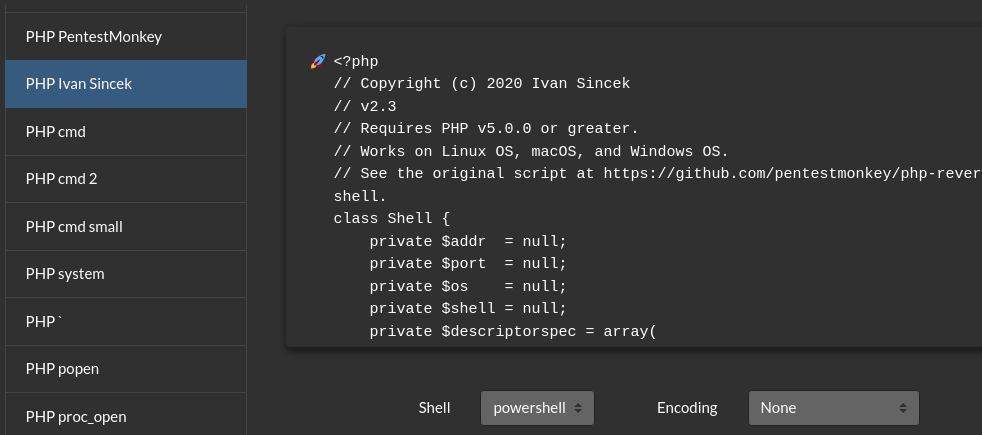 PHP PentestMonkey
PHP Ivan Sincek
PHP cmd
PHP cmd 2
PHP cmd small
PHP system
PHP `
PHP popen
PHP proc_open
🚀 <?php
// Copyright (c) 2020 Ivan Sincek
// v2.3
// Requires PHP v5.0.0 or greater.
// Works on Linux OS, macOS, and Windows OS.
// See the original script at https://github.com/pentestmonkey/php-rever
shell.
class Shell {
    private $addr  = null;
    private $port  = null;
    private $os    = null;
    private $shell = null;
    private $descriptorspec = array(
Shell powershell Encoding None